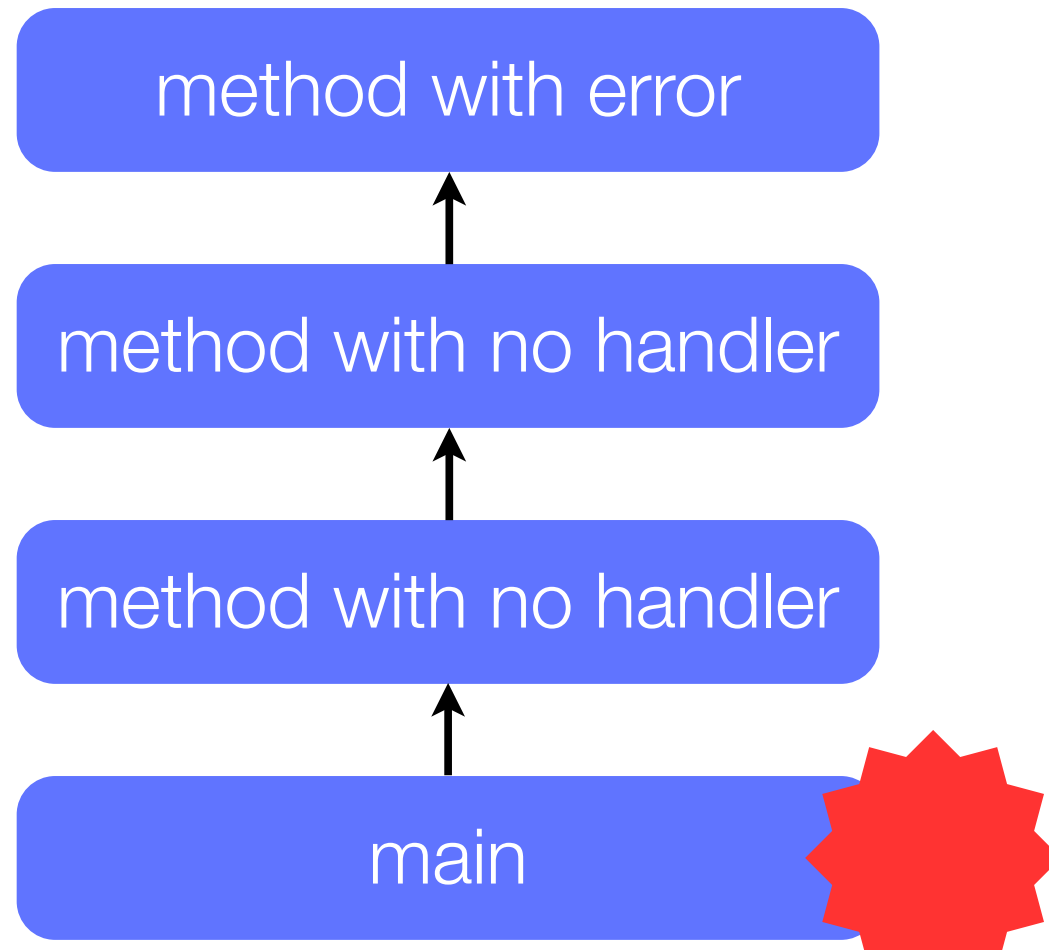 method with error
method with no handler
method with no handler
main